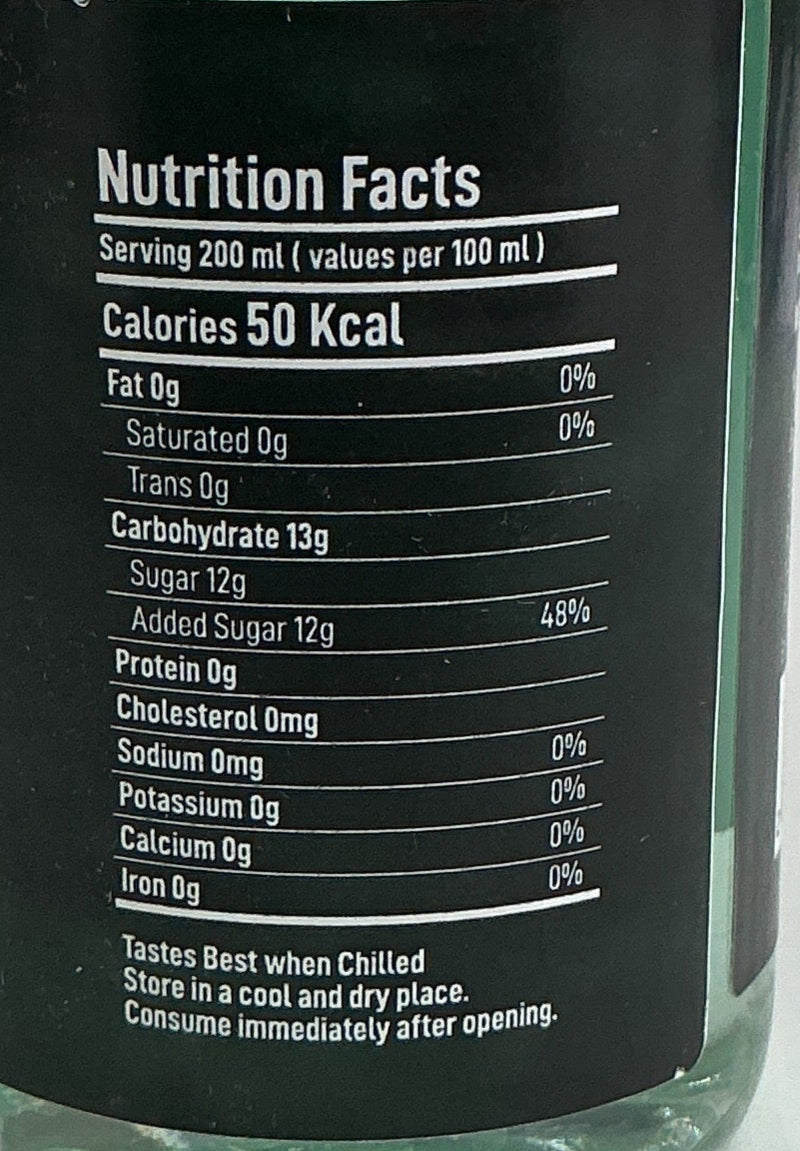 Nutrition Facts
Serving 200 ml ( values per 100 ml )
Calories 50 Kcal
Fat 0g 0%
Saturated 0g 0%
Trans 0g
Carbohydrate 13g
Sugar 12g
Added Sugar 12g 48%
Protein 0g
Cholesterol 0mg
Sodium 0mg 0%
Potassium 0g 0%
Calcium 0g 0%
Iron 0g 0%
Tastes Best when Chilled
Store in a cool and dry place.
Consume immediately after opening.